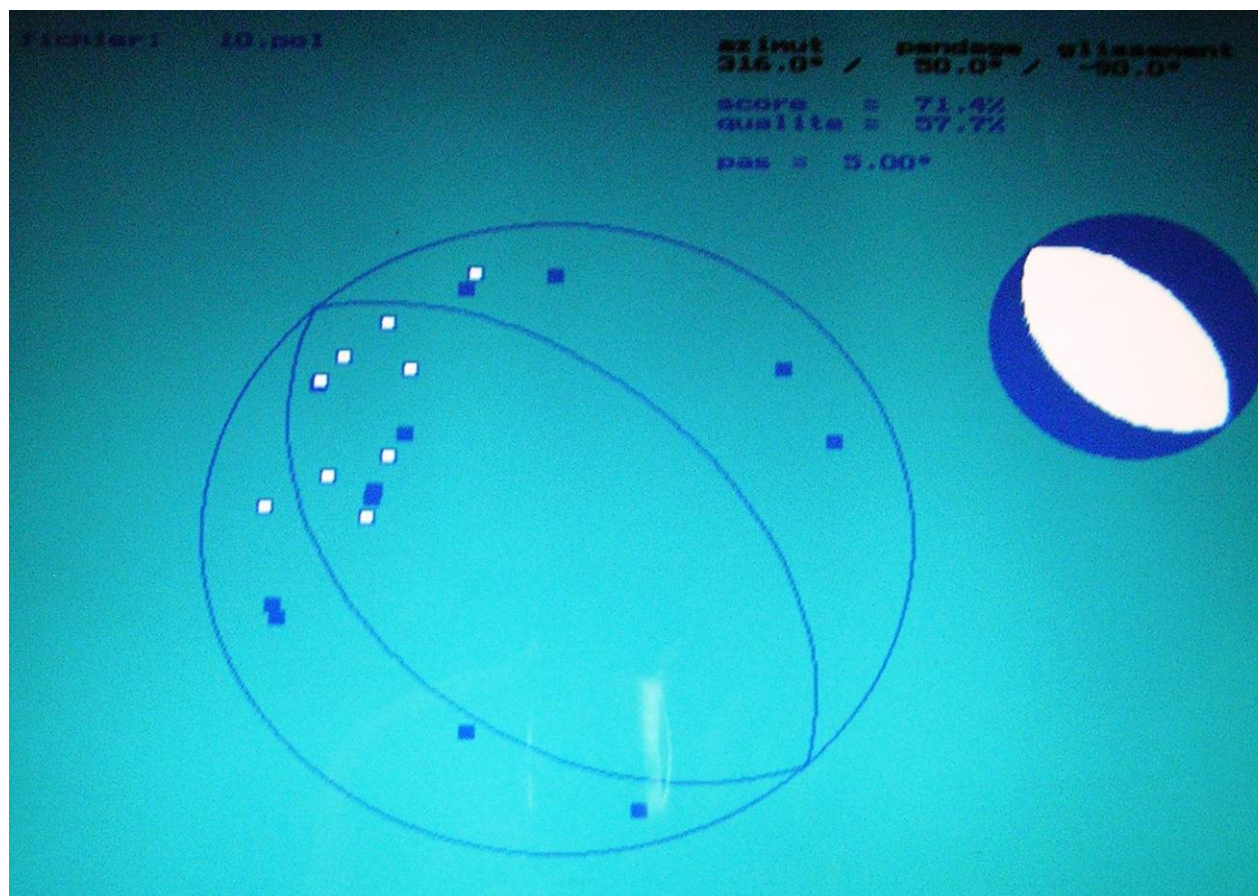 fichier: 10.pol
azimut pendage glissement
316.0° / 50.0° / -90.0°
score = 71.4%
qualite = 57.7%
pas = 5.00°